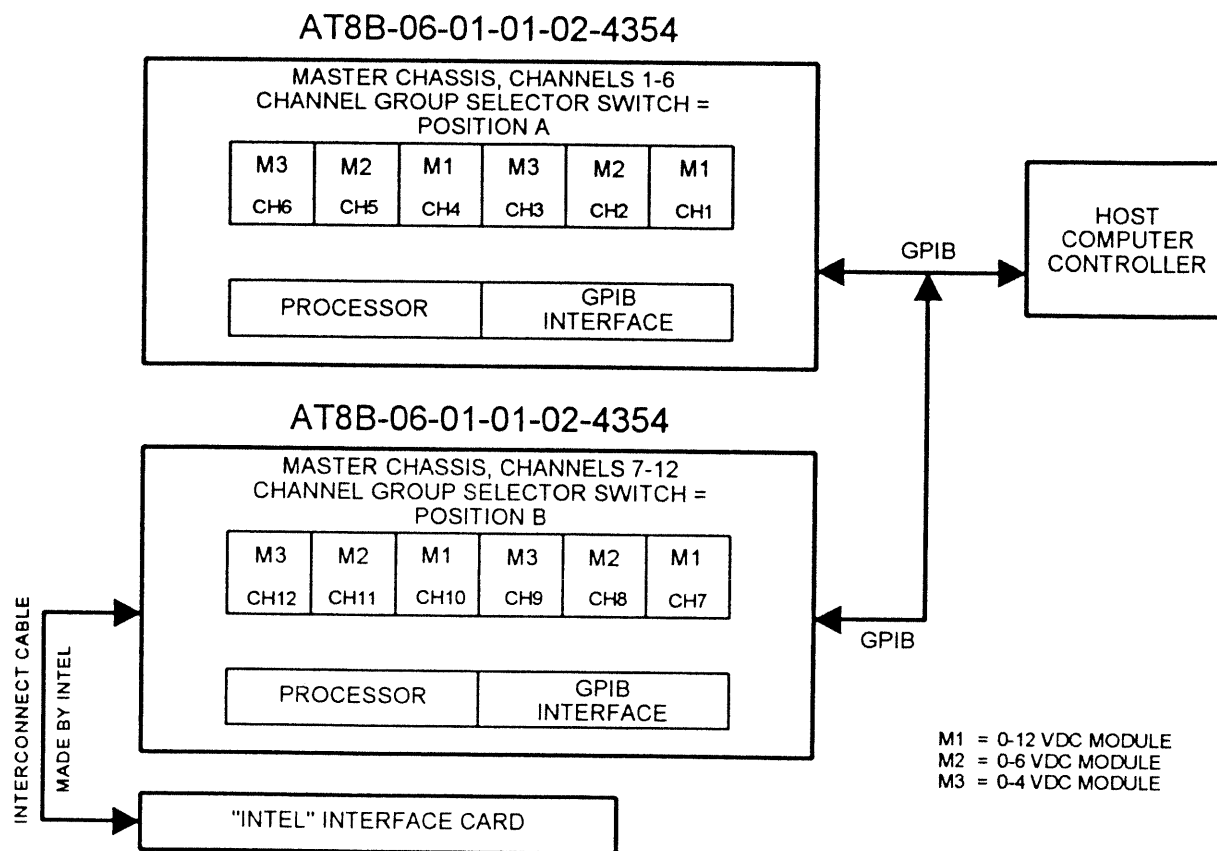 AT8B-06-01-01-02-4354
MASTER CHASSIS, CHANNELS 1-6
CHANNEL GROUP SELECTOR SWITCH =
POSITION A
M3 M2 M1 M3 M2 M1
CH6 CH5 CH4 CH3 CH2 CH1
PROCESSOR
GPIB
INTERFACE
GPIB
HOST
COMPUTER
CONTROLLER
AT8B-06-01-01-02-4354
MASTER CHASSIS, CHANNELS 7-12
CHANNEL GROUP SELECTOR SWITCH =
POSITION B
M3 M2 M1 M3 M2 M1
CH12 CH11 CH10 CH9 CH8 CH7
PROCESSOR
GPIB
INTERFACE
GPIB
INTERCONNECT CABLE
MADE BY INTEL
"INTEL" INTERFACE CARD
M1 = 0-12 VDC MODULE
M2 = 0-6 VDC MODULE
M3 = 0-4 VDC MODULE